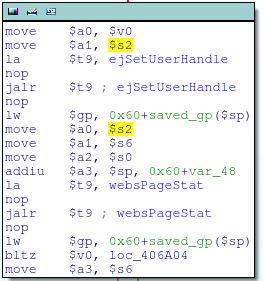 move $a0, $v0
move $a1, $s2
la $t9, ejSetUserHandle
nop
jalr $t9 ; ejSetUserHandle
nop
lw $gp, 0x60+saved_gp($sp)
move $a0, $s2
move $a1, $s6
move $a2, $s0
addiu $a3, $sp, 0x60+var_48
la $t9, websPageStat
nop
jalr $t9 ; websPageStat
nop
lw $gp, 0x60+saved_gp($sp)
bltz $v0, loc_406A04
move $a3, $s6